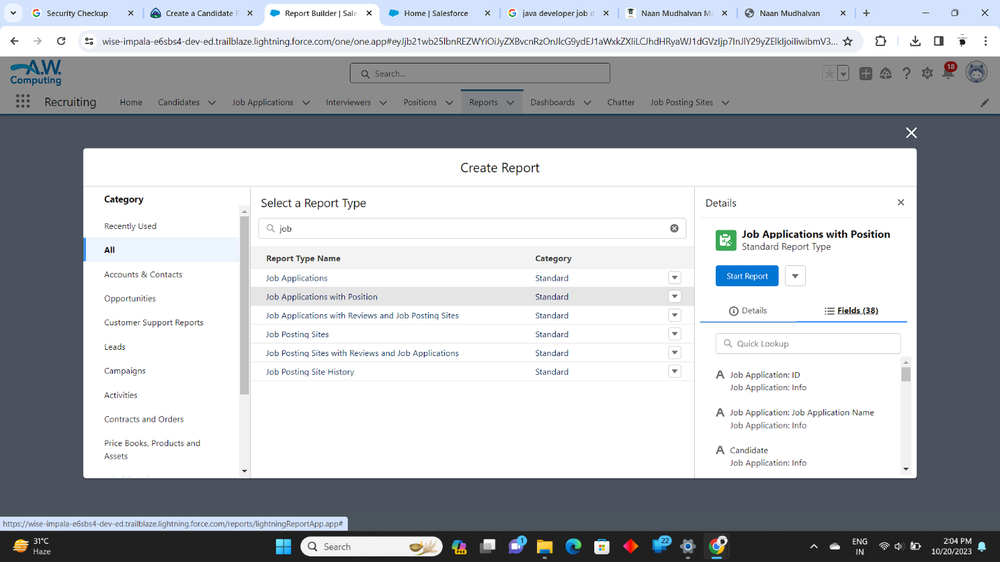 Security Checkup
Create a Candidate R
Report Builder | Sale
Home | Salesforce
java developer job d
Naan Mudhalvan Ma
Naan Mudhalvan
wise-impala-e6sbs4-dev-ed.trailblaze.lightning.force.com/one/one.app#eyJjb21wb25lbnREZWYiOiJyZXBvcnRzOnJlcG9ydEJ1aWxkZXIiLCJhdHRyaWJ1dGVzIjp7InJlY29yZElkIjoiIiwibmV3...
A.W.
Computing
Search...
18
Recruiting
Home
Candidates
Job Applications
Interviewers
Positions
Reports
Dashboards
Chatter
Job Posting Sites
Create Report
Category
Recently Used
All
Accounts & Contacts
Opportunities
Customer Support Reports
Leads
Campaigns
Activities
Contracts and Orders
Price Books, Products and
Assets
Select a Report Type
job
Report Type Name Category
Job Applications Standard
Job Applications with Position Standard
Job Applications with Reviews and Job Posting Sites Standard
Job Posting Sites Standard
Job Posting Sites with Reviews and Job Applications Standard
Job Posting Site History Standard
Details
Job Applications with Position
Standard Report Type
Start Report
Details
Fields (38)
Quick Lookup
A Job Application: ID
Job Application: Info
A Job Application: Job Application Name
Job Application: Info
A Candidate
Job Application: Info
https://wise-impala-e6sbs4-dev-ed.trailblaze.lightning.force.com/reports/lightningReportApp.app#
31°C
Haze
Search
PRE
1
22
ENG
IN
2:04 PM
10/20/2023